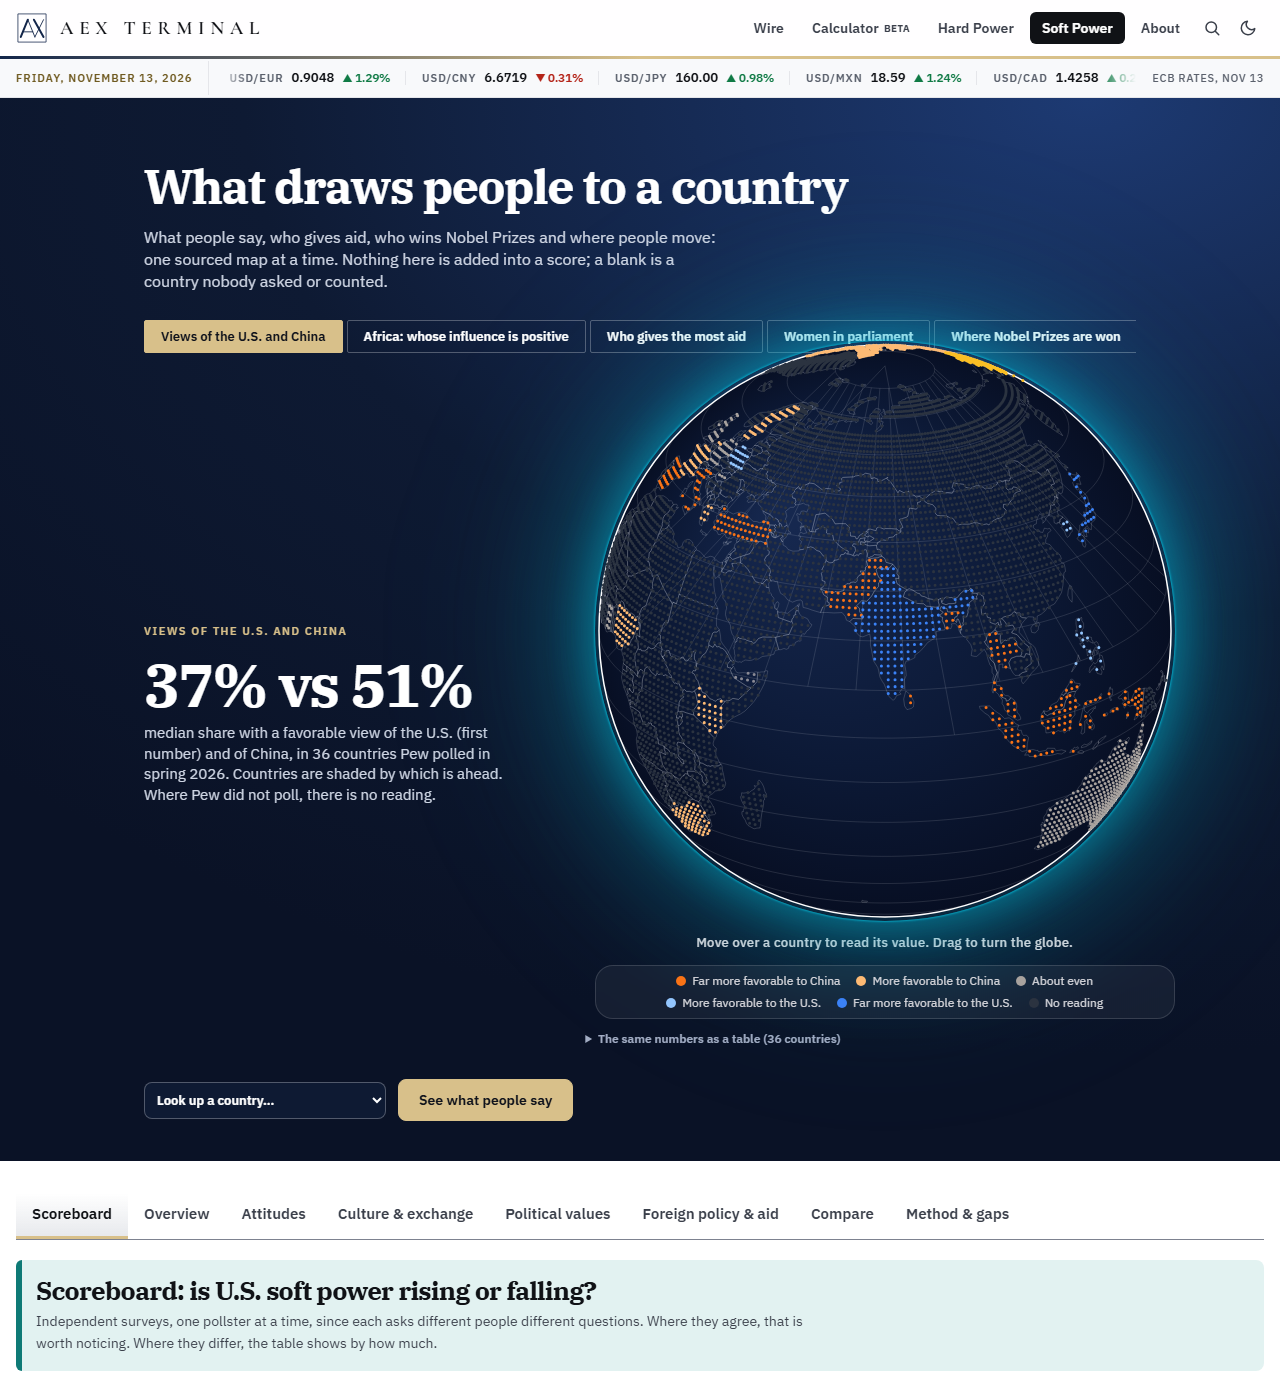 AEX TERMINAL
Wire
Calculator BETA
Hard Power
Soft Power
About
FRIDAY, NOVEMBER 13, 2026
USD/EUR 0.9048 ▲ 1.29%
USD/CNY 6.6719 ▼ 0.31%
USD/JPY 160.00 ▲ 0.98%
USD/MXN 18.59 ▲ 1.24%
USD/CAD 1.4258 ▲ 0.2
ECB RATES, NOV 13
What draws people to a country
What people say, who gives aid, who wins Nobel Prizes and where people move:
one sourced map at a time. Nothing here is added into a score; a blank is a
country nobody asked or counted.
Views of the U.S. and China
Africa: whose influence is positive
Who gives the most aid
Women in parliament
Where Nobel Prizes are won
VIEWS OF THE U.S. AND CHINA
37% vs 51%
median share with a favorable view of the U.S. (first
number) and of China, in 36 countries Pew polled in
spring 2026. Countries are shaded by which is ahead.
Where Pew did not poll, there is no reading.
Move over a country to read its value. Drag to turn the globe.
Far more favorable to China
More favorable to China
About even
More favorable to the U.S.
Far more favorable to the U.S.
No reading
▶ The same numbers as a table (36 countries)
Look up a country...
See what people say
Scoreboard
Overview
Attitudes
Culture & exchange
Political values
Foreign policy & aid
Compare
Method & gaps
Scoreboard: is U.S. soft power rising or falling?
Independent surveys, one pollster at a time, since each asks different people different questions. Where they agree, that is
worth noticing. Where they differ, the table shows by how much.